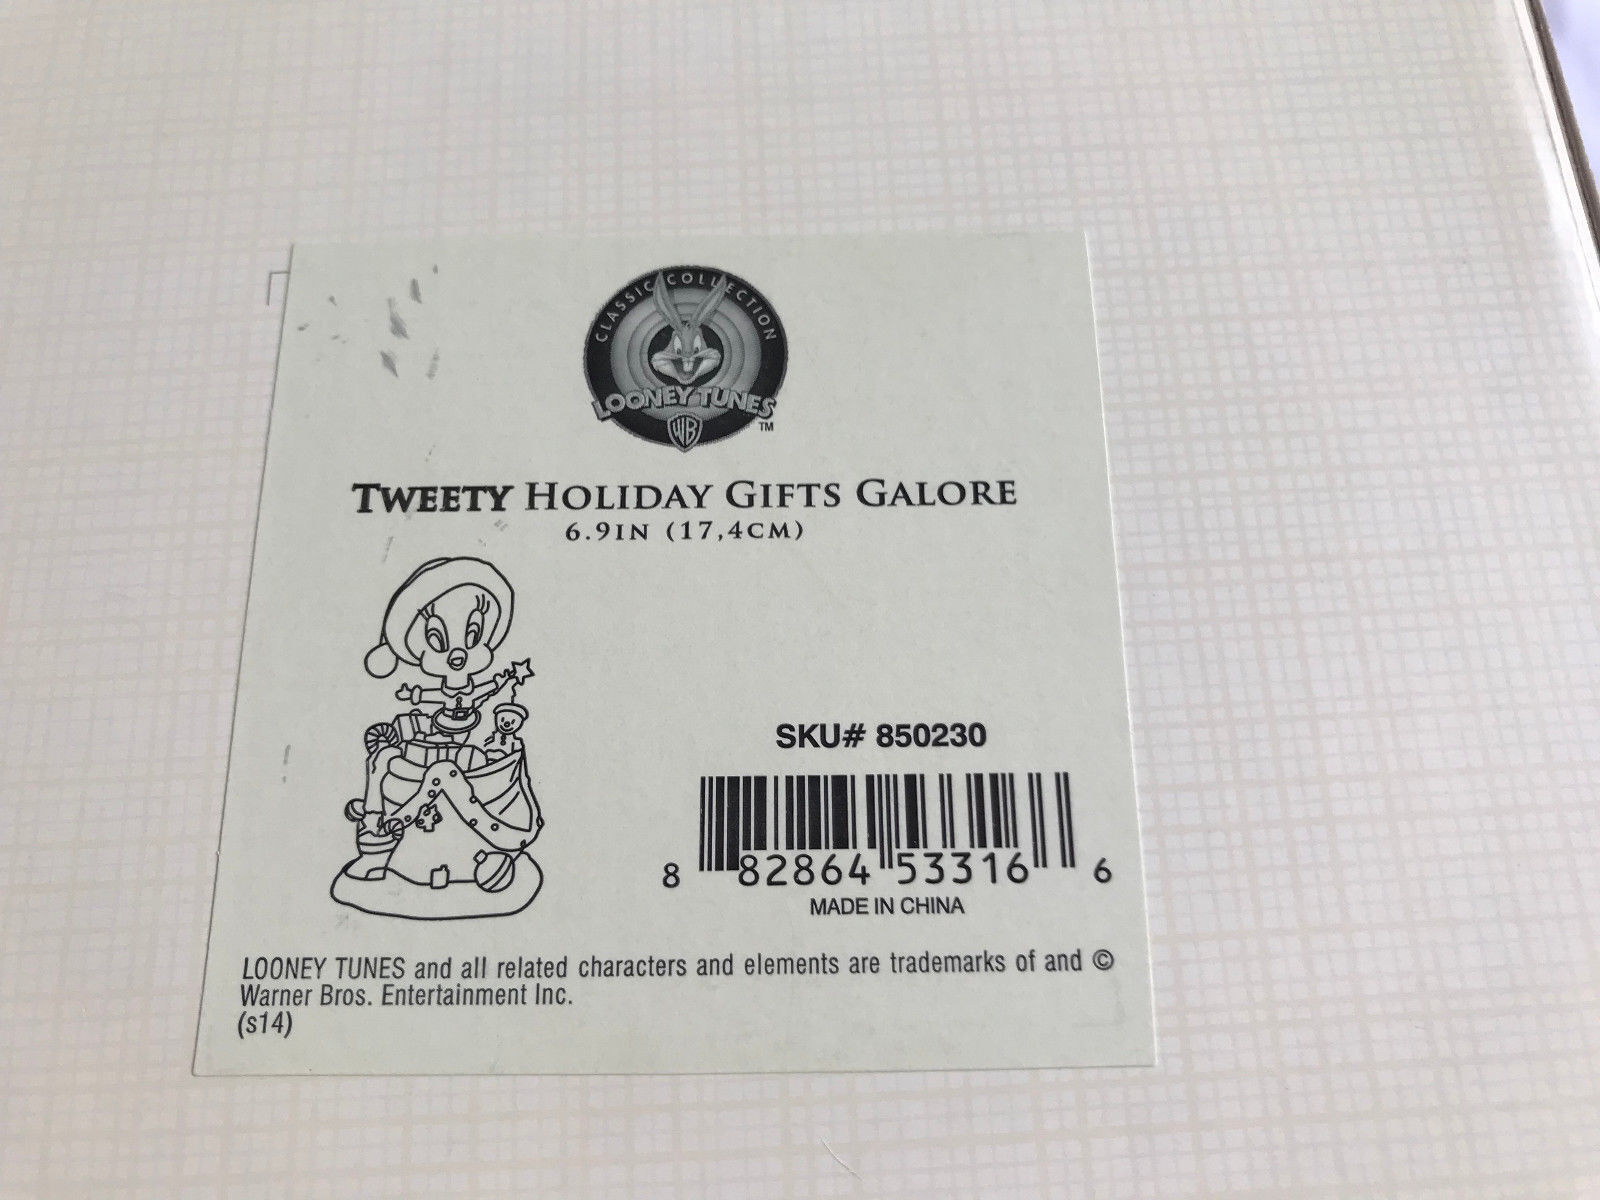 CLASSIC COLLECTION
LOONEY TUNES
WB
TM
TWEETY HOLIDAY GIFTS GALORE
6.9IN (17,4CM)
SKU# 850230
8 82864 53316 6
MADE IN CHINA
LOONEY TUNES and all related characters and elements are trademarks of and ©
Warner Bros. Entertainment Inc.
(s14)